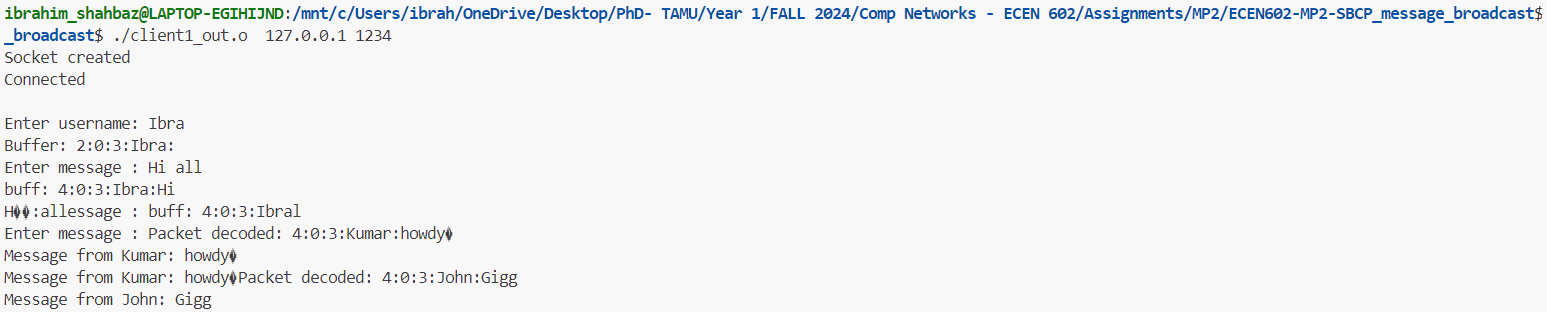 ibrahim_shahbaz@LAPTOP-EGIHIJND:/mnt/c/Users/ibrah/OneDrive/Desktop/PhD- TAMU/Year 1/FALL 2024/Comp Networks - ECEN 602/Assignments/MP2/ECEN602-MP2-SBCP_message_broadcast$
_broadcast$ ./client1_out.o  127.0.0.1 1234
Socket created
Connected
Enter username: Ibra
Buffer: 2:0:3:Ibra:
Enter message : Hi all
buff: 4:0:3:Ibra:Hi
H��:allessage : buff: 4:0:3:Ibral
Enter message : Packet decoded: 4:0:3:Kumar:howdy�
Message from Kumar: howdy�
Message from Kumar: howdy�Packet decoded: 4:0:3:John:Gigg
Message from John: Gigg